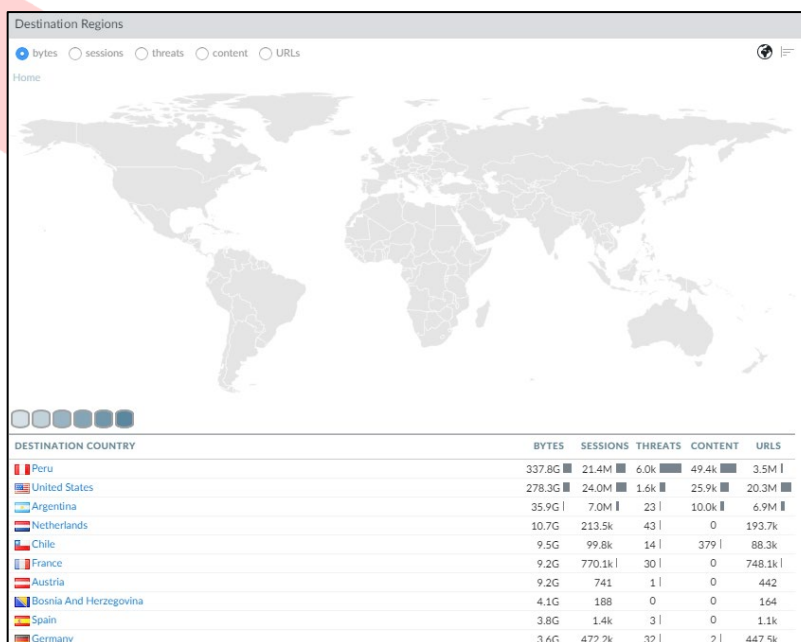 Destination Regions
bytes sessions threats content URLs
Home
DESTINATION COUNTRY BYTES SESSIONS THREATS CONTENT URLS
Peru 337.8G 21.4M 6.0k 49.4k 3.5M
United States 278.3G 24.0M 1.6k 25.9k 20.3M
Argentina 35.9G 7.0M 23 10.0k 6.9M
Netherlands 10.7G 213.5k 43 0 193.7k
Chile 9.5G 99.8k 14 379 88.3k
France 9.2G 770.1k 30 0 748.1k
Austria 9.2G 741 1 0 442
Bosnia And Herzegovina 4.1G 188 0 0 164
Spain 3.8G 1.4k 3 0 1.1k
Germany 3.6G 472.2k 32 2 447.5k